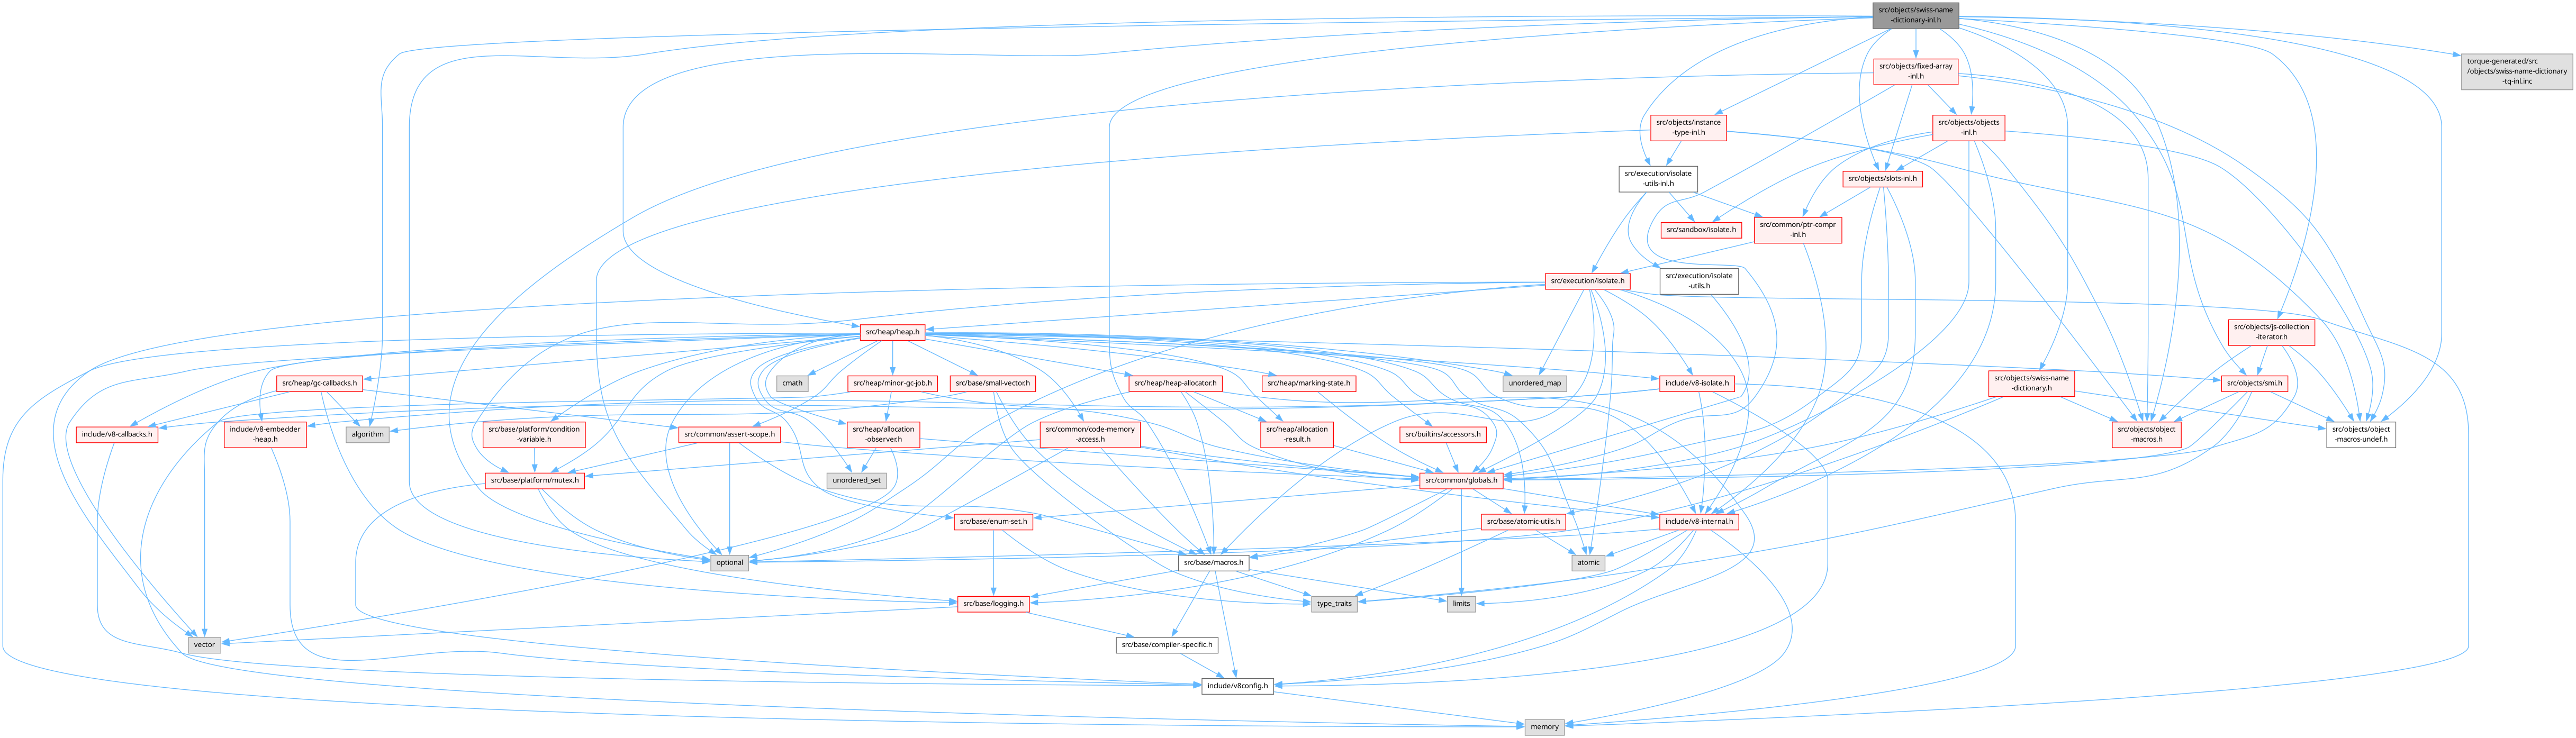 src/objects/swiss-name
-dictionary-inl.h
torque-generated/src
/objects/swiss-name-dictionary
-tq-inl.inc
src/objects/fixed-array
-inl.h
src/objects/instance
-type-inl.h
src/objects/objects
-inl.h
src/execution/isolate
-utils-inl.h
src/objects/slots-inl.h
src/sandbox/isolate.h
src/common/ptr-compr
-inl.h
src/execution/isolate.h
src/execution/isolate
-utils.h
src/heap/heap.h
src/objects/js-collection
-iterator.h
src/heap/gc-callbacks.h
cmath
src/heap/minor-gc-job.h
src/base/small-vector.h
src/heap/heap-allocator.h
src/heap/marking-state.h
unordered_map
include/v8-isolate.h
src/objects/swiss-name
-dictionary.h
src/objects/smi.h
include/v8-callbacks.h
include/v8-embedder
-heap.h
algorithm
src/base/platform/condition
-variable.h
src/common/assert-scope.h
src/heap/allocation
-observer.h
src/common/code-memory
-access.h
src/heap/allocation
-result.h
src/builtins/accessors.h
src/objects/object
-macros.h
src/objects/object
-macros-undef.h
src/base/platform/mutex.h
unordered_set
src/common/globals.h
src/base/enum-set.h
src/base/atomic-utils.h
include/v8-internal.h
optional
src/base/macros.h
atomic
src/base/logging.h
type_traits
limits
vector
src/base/compiler-specific.h
include/v8config.h
memory